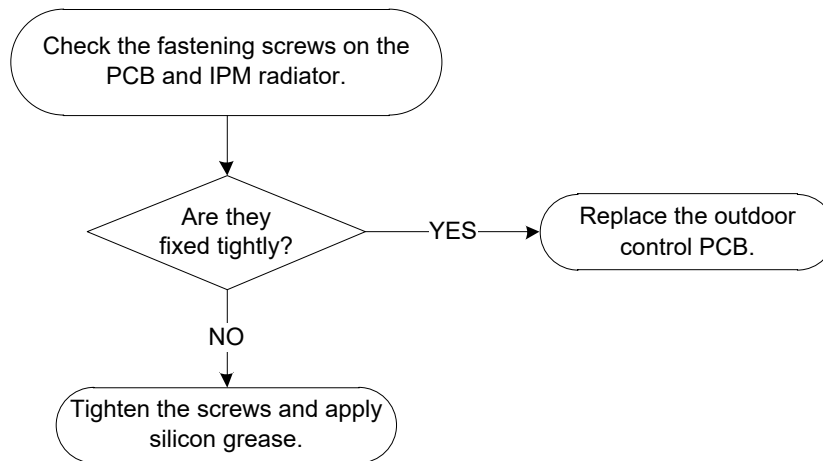 Check the fastening screws on the
PCB and IPM radiator.
Are they
fixed tightly?
YES
Replace the outdoor
control PCB.
NO
Tighten the screws and apply
silicon grease.